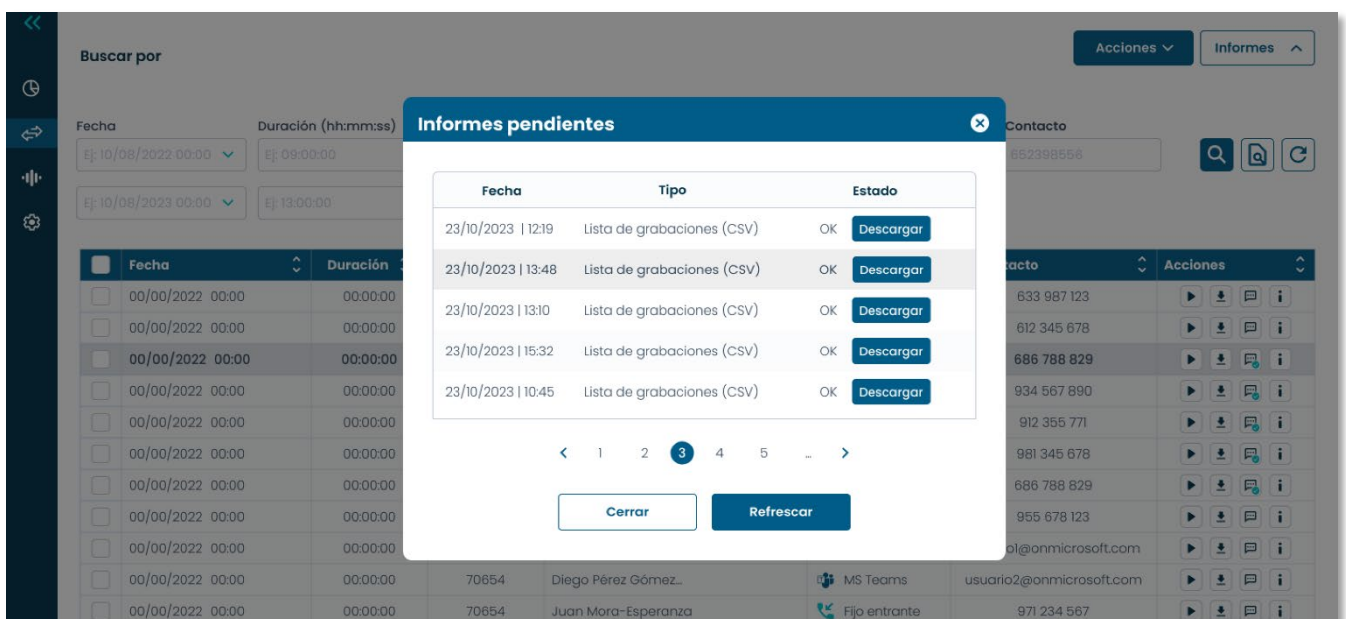 Buscar por
Acciones
Informes
Fecha
Duración (hh:mm:ss)
Contacto
Ej: 10/08/2022 00:00
Ej: 09:00:00
652398556
Ej: 10/08/2023 00:00
Ej: 13:00:00
Informes pendientes
Fecha Tipo Estado
23/10/2023 | 12:19 Lista de grabaciones (CSV) OK Descargar
23/10/2023 | 13:48 Lista de grabaciones (CSV) OK Descargar
23/10/2023 | 13:10 Lista de grabaciones (CSV) OK Descargar
23/10/2023 | 15:32 Lista de grabaciones (CSV) OK Descargar
23/10/2023 | 10:45 Lista de grabaciones (CSV) OK Descargar
1 2 3 4 5 ...
Cerrar Refrescar
Fecha Duración Acciones
00/00/2022 00:00 00:00:00 633 987 123
00/00/2022 00:00 00:00:00 612 345 678
00/00/2022 00:00 00:00:00 686 788 829
00/00/2022 00:00 00:00:00 934 567 890
00/00/2022 00:00 00:00:00 912 355 771
00/00/2022 00:00 00:00:00 981 345 678
00/00/2022 00:00 00:00:00 686 788 829
00/00/2022 00:00 00:00:00 955 678 123
00/00/2022 00:00 00:00:00 o1@onmicrosoft.com
00/00/2022 00:00 00:00:00 70654 Diego Pérez Gómez... MS Teams usuario2@onmicrosoft.com
00/00/2022 00:00 00:00:00 70654 Juan Mora-Esperanza Fijo entrante 971 234 567